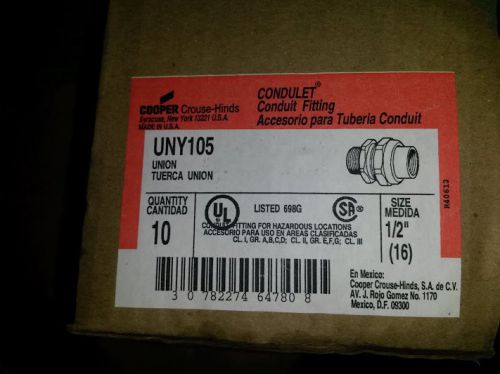 COOPER Crouse-Hinds
Syracuse, New York 13221 U.S.A.
MADE IN U.S.A.
CONDULET®
Conduit Fitting
Accesorio para Tuberia Conduit
UNY105
UNION
TUERCA UNION
R40613
QUANTITY
CANTIDAD
10
UL
LISTED 698G
SA®
SIZE
MEDIDA
1/2"
(16)
CONDUIT FITTING FOR HAZARDOUS LOCATIONS
ACCESORIO PARA USO EN AREAS CLASIFICADAS
CL. I, GR. A,B,C,D; CL. II, GR. E,F,G; CL. III
3 0 782274 64780 8
En Mexico:
Cooper Crouse-Hinds, S.A. de C.V.
AV. J. Rojo Gomez No. 1170
Mexico, D.F. 09300